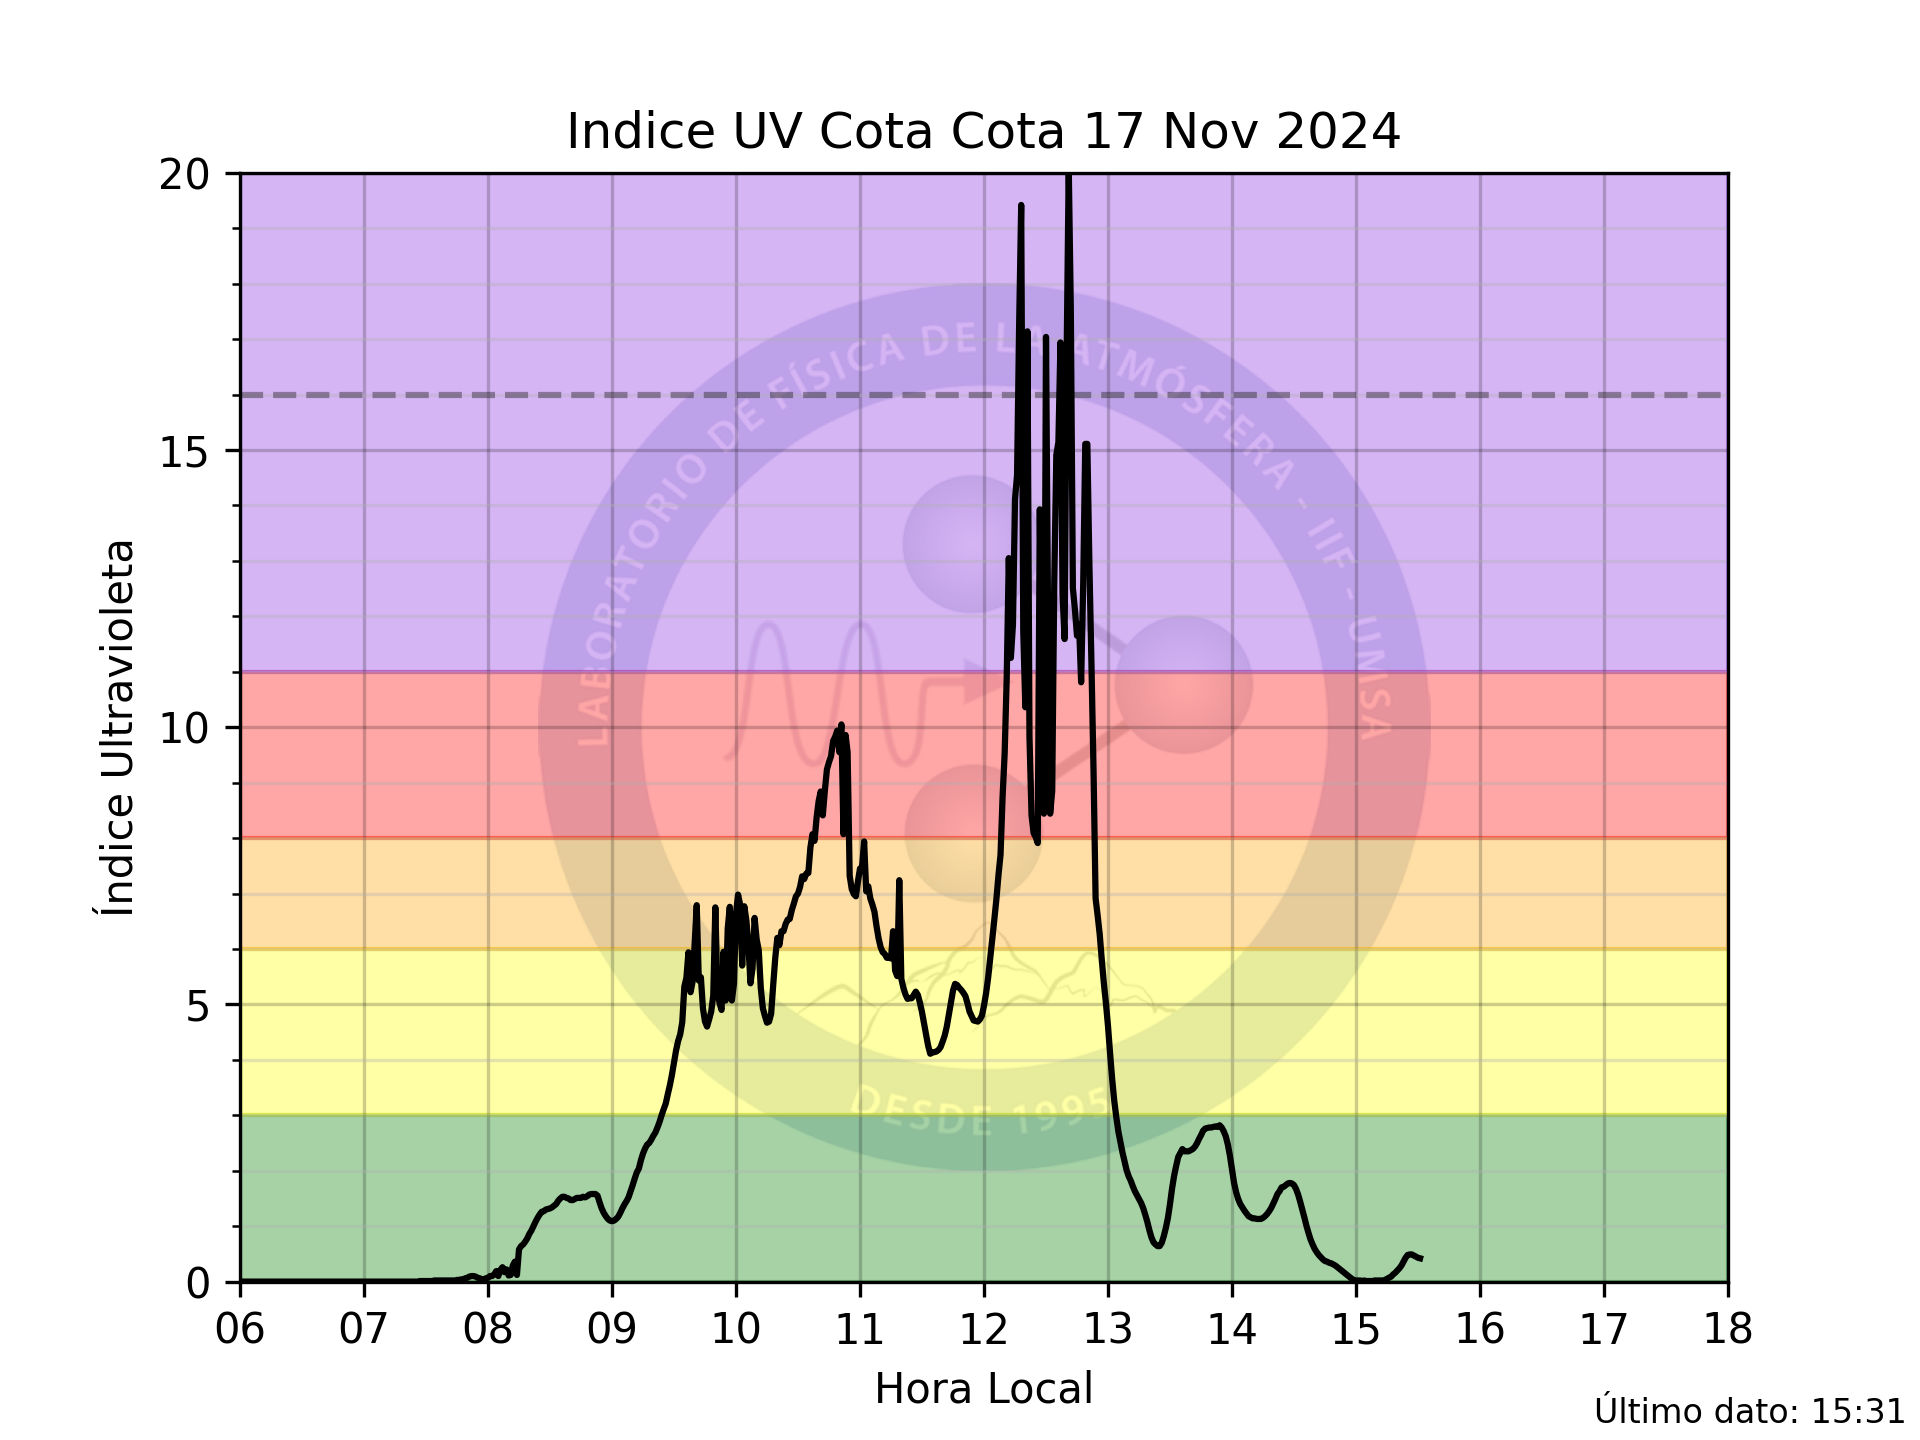 Indice UV Cota Cota 17 Nov 2024
20
15
10
5
0
Índice Ultravioleta
LABORATORIO DE FÍSICA DE LA ATMÓSFERA - IIF - UMSA
DESDE 1995
06 07 08 09 10 11 12 13 14 15 16 17 18
Hora Local
Último dato: 15:31